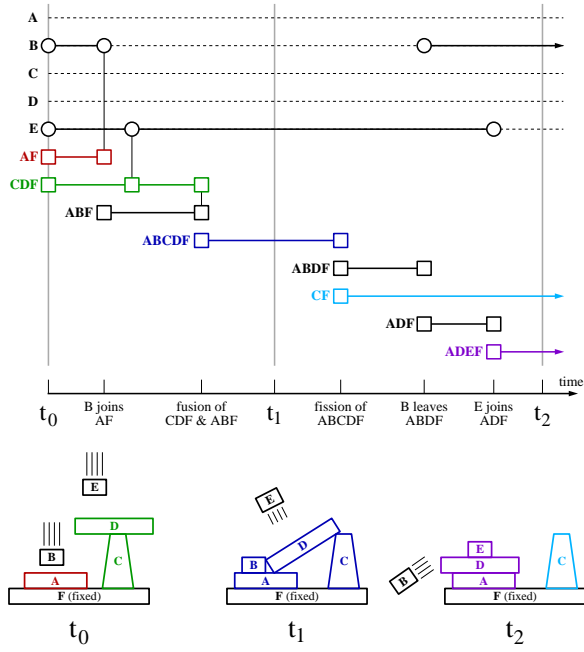 A
B
C
D
E
AF
CDF
ABF
ABCDF
ABDF
CF
ADF
ADEF
time
t0 B joins AF fusion of CDF & ABF t1 fission of ABCDF B leaves ABDF E joins ADF t2
E
B
D
C
A
F (fixed)
t0
E
D
B
C
A
F (fixed)
t1
B
E
D
A
C
F (fixed)
t2